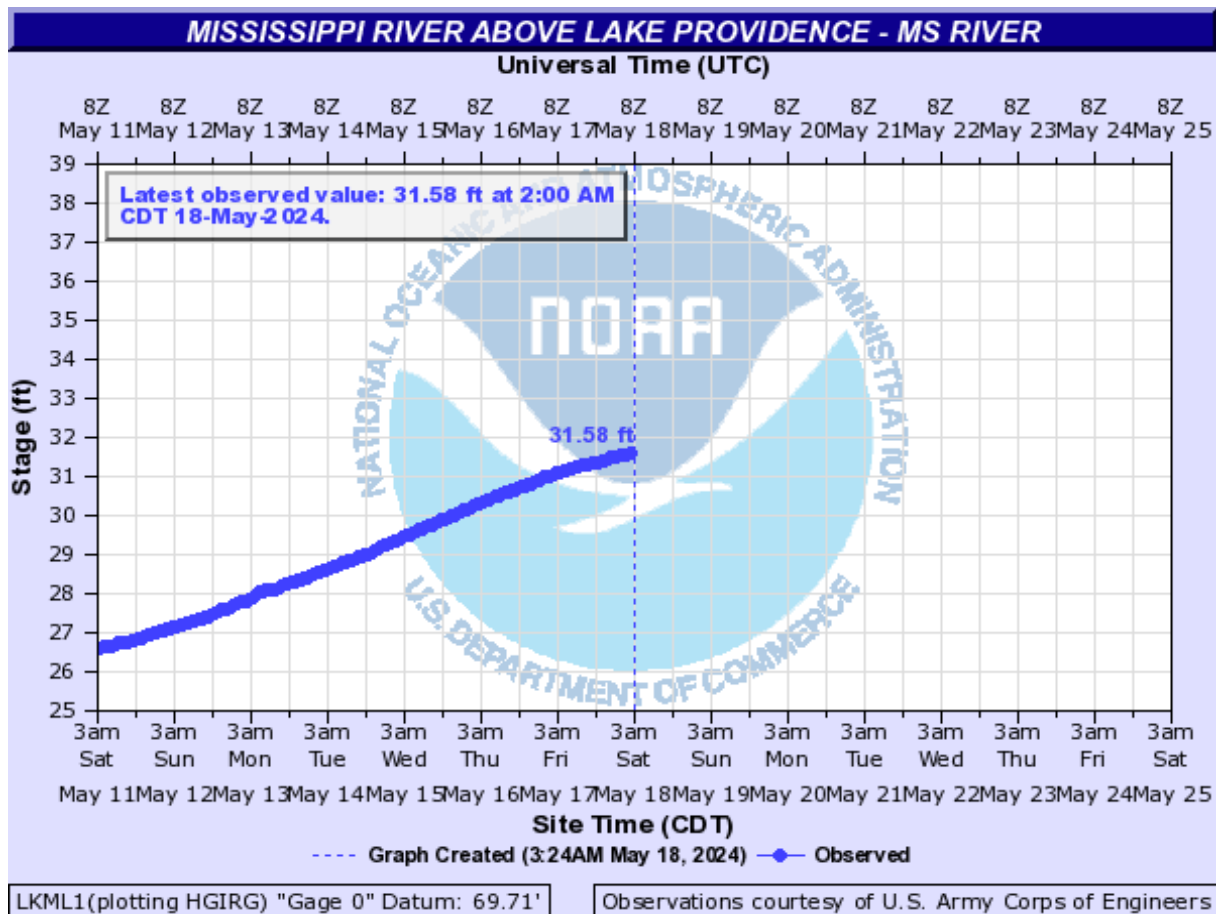 MISSISSIPPI RIVER ABOVE LAKE PROVIDENCE - MS RIVER
Universal Time (UTC)
8Z 8Z 8Z 8Z 8Z 8Z 8Z 8Z 8Z 8Z 8Z 8Z 8Z 8Z 8Z
May 11 May 12 May 13 May 14 May 15 May 16 May 17 May 18 May 19 May 20 May 21 May 22 May 23 May 24 May 25
Latest observed value: 31.58 ft at 2:00 AM
CDT 18-May-2024.
39
38
37
36
35
34
33
32
31
30
29
28
27
26
25
Stage (ft)
NATIONAL OCEANIC AND ATMOSPHERIC ADMINISTRATION
NOAA
U.S. DEPARTMENT OF COMMERCE
31.58 ft
3am 3am 3am 3am 3am 3am 3am 3am 3am 3am 3am 3am 3am 3am 3am
Sat Sun Mon Tue Wed Thu Fri Sat Sun Mon Tue Wed Thu Fri Sat
May 11 May 12 May 13 May 14 May 15 May 16 May 17 May 18 May 19 May 20 May 21 May 22 May 23 May 24 May 25
Site Time (CDT)
Graph Created (3:24AM May 18, 2024) Observed
LKML1(plotting HGIRG) "Gage 0" Datum: 69.71'
Observations courtesy of U.S. Army Corps of Engineers